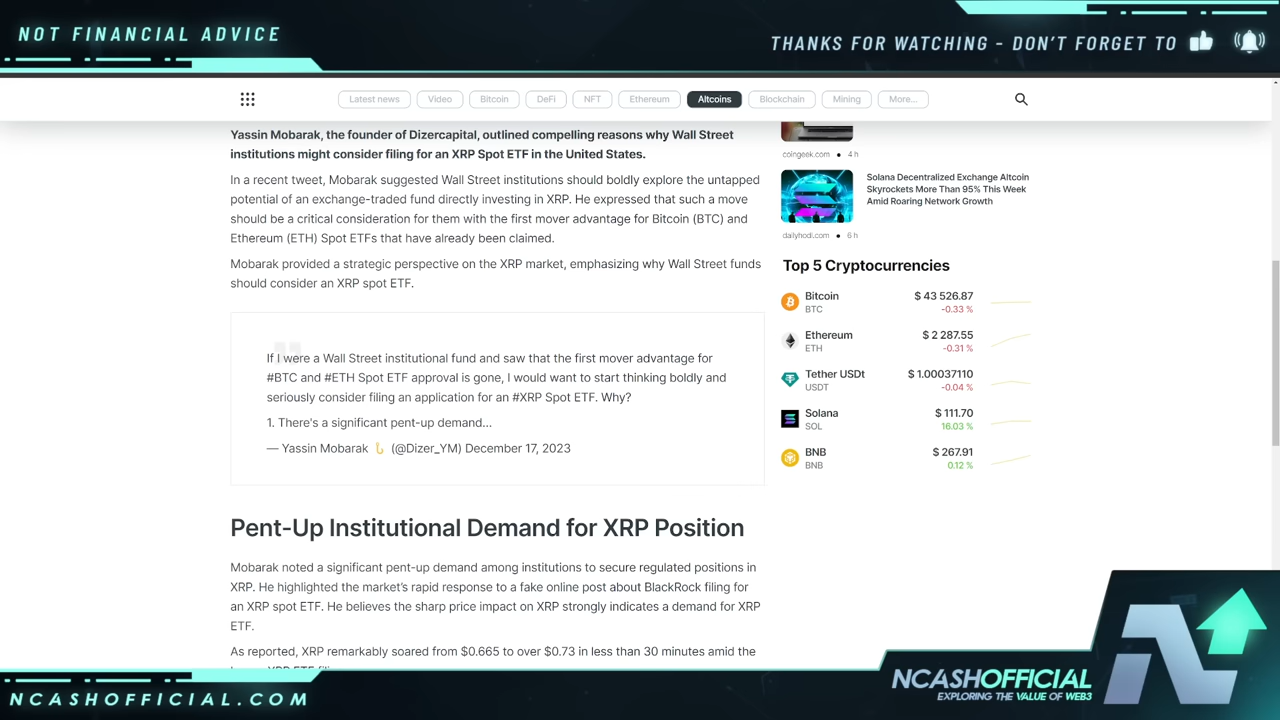 NOT FINANCIAL ADVICE
THANKS FOR WATCHING - DON'T FORGET TO
Latest news
Video
Bitcoin
DeFi
NFT
Ethereum
Altcoins
Blockchain
Mining
More...
Yassin Mobarak, the founder of Dizercapital, outlined compelling reasons why Wall Street
institutions might consider filing for an XRP Spot ETF in the United States.
In a recent tweet, Mobarak suggested Wall Street institutions should boldly explore the untapped
potential of an exchange-traded fund directly investing in XRP. He expressed that such a move
should be a critical consideration for them with the first mover advantage for Bitcoin (BTC) and
Ethereum (ETH) Spot ETFs that have already been claimed.
Mobarak provided a strategic perspective on the XRP market, emphasizing why Wall Street funds
should consider an XRP spot ETF.
If I were a Wall Street institutional fund and saw that the first mover advantage for
#BTC and #ETH Spot ETF approval is gone, I would want to start thinking boldly and
seriously consider filing an application for an #XRP Spot ETF. Why?
1. There's a significant pent-up demand...
— Yassin Mobarak 🪝 (@Dizer_YM) December 17, 2023
Pent-Up Institutional Demand for XRP Position
Mobarak noted a significant pent-up demand among institutions to secure regulated positions in
XRP. He highlighted the market's rapid response to a fake online post about BlackRock filing for
an XRP spot ETF. He believes the sharp price impact on XRP strongly indicates a demand for XRP
ETF.
As reported, XRP remarkably soared from $0.665 to over $0.73 in less than 30 minutes amid the
coingeek.com ● 4 h
Solana Decentralized Exchange Altcoin
Skyrockets More Than 95% This Week
Amid Roaring Network Growth
dailyhodl.com ● 6 h
Top 5 Cryptocurrencies
Bitcoin $ 43 526.87
BTC -0.33 %
Ethereum $ 2 287.55
ETH -0.31 %
Tether USDt $ 1.00037110
USDT -0.04 %
Solana $ 111.70
SOL 16.03 %
BNB $ 267.91
BNB 0.12 %
NCASHOFFICIAL.COM
NCASHOFFICIAL
EXPLORING THE VALUE OF WEB3